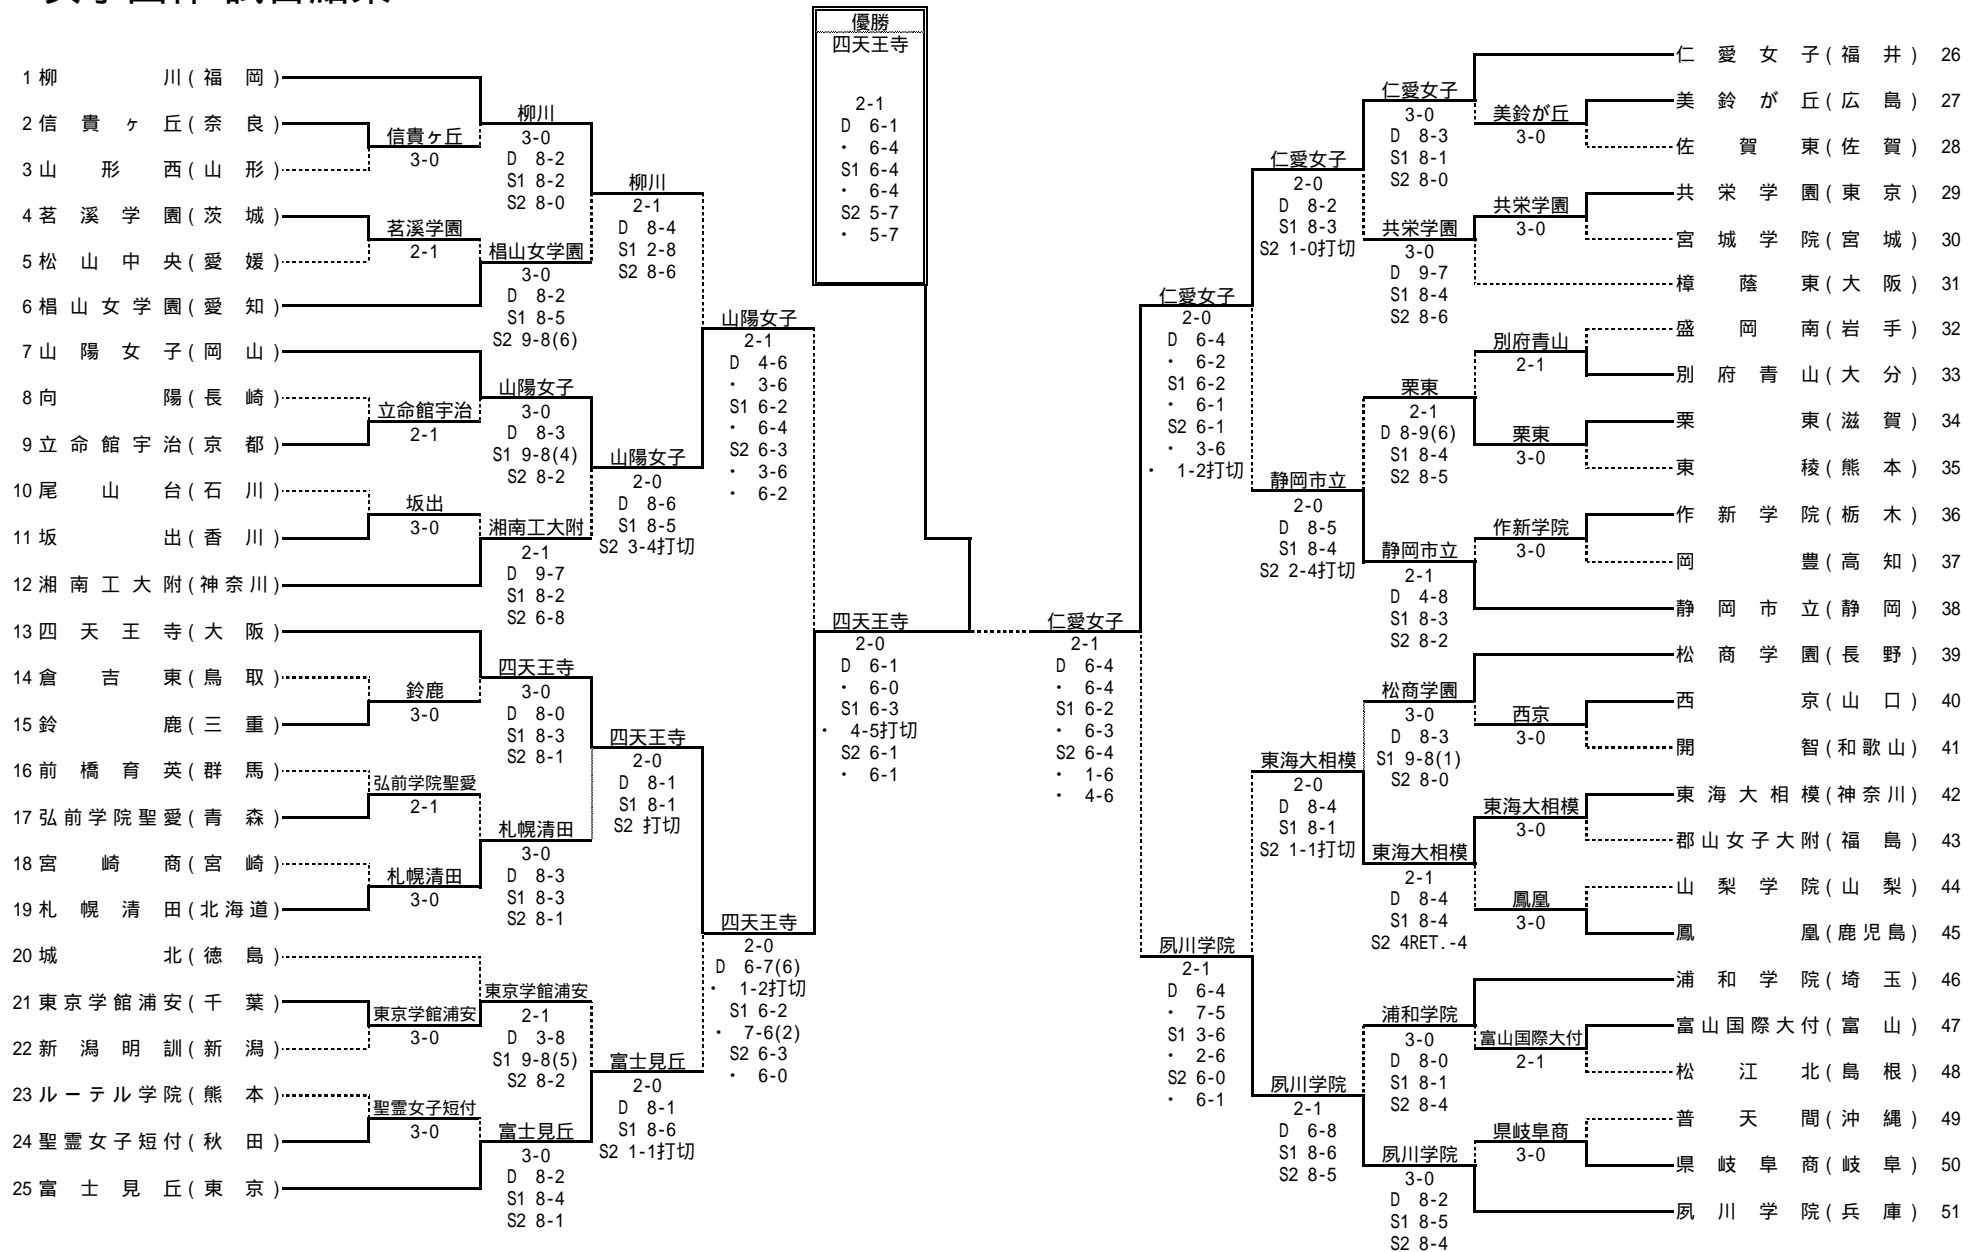 優勝
四天王寺
2-1
D 6-1
・ 6-4
S1 6-4
・ 6-4
S2 5-7
・ 5-7
1 柳川(福岡)
2 信貴ヶ丘(奈良)
3 山形西(山形)
4 茗溪学園(茨城)
5 松山中央(愛媛)
6 椙山女学園(愛知)
7 山陽女子(岡山)
8 向陽(長崎)
9 立命館宇治(京都)
10 尾山台(石川)
11 坂出(香川)
12 湘南工大附(神奈川)
13 四天王寺(大阪)
14 倉吉東(鳥取)
15 鈴鹿(三重)
16 前橋育英(群馬)
17 弘前学院聖愛(青森)
18 宮崎商(宮崎)
19 札幌清田(北海道)
20 城北(徳島)
21 東京学館浦安(千葉)
22 新潟明訓(新潟)
23 ルーテル学院(熊本)
24 聖霊女子短付(秋田)
25 富士見丘(東京)
信貴ヶ丘
3-0
茗溪学園
2-1
立命館宇治
2-1
坂出
3-0
鈴鹿
3-0
弘前学院聖愛
2-1
札幌清田
3-0
東京学館浦安
3-0
聖霊女子短付
3-0
柳川
3-0
D 8-2
S1 8-2
S2 8-0
椙山女学園
3-0
D 8-2
S1 8-5
S2 9-8(6)
山陽女子
3-0
D 8-3
S1 9-8(4)
S2 8-2
湘南工大附
2-1
D 9-7
S1 8-2
S2 6-8
四天王寺
3-0
D 8-0
S1 8-3
S2 8-1
札幌清田
3-0
D 8-3
S1 8-3
S2 8-1
東京学館浦安
2-1
D 3-8
S1 9-8(5)
S2 8-2
富士見丘
3-0
D 8-2
S1 8-4
S2 8-1
柳川
2-1
D 8-4
S1 2-8
S2 8-6
山陽女子
2-0
D 8-6
S1 8-5
S2 3-4打切
四天王寺
2-0
D 8-1
S1 8-1
S2 打切
富士見丘
2-0
D 8-1
S1 8-6
S2 1-1打切
山陽女子
2-1
D 4-6
・ 3-6
S1 6-2
・ 6-4
S2 6-3
・ 3-6
・ 6-2
四天王寺
2-0
D 6-7(6)
・ 1-2打切
S1 6-2
・ 7-6(2)
S2 6-3
・ 6-0
四天王寺
2-0
D 6-1
・ 6-0
S1 6-3
・ 4-5打切
S2 6-1
・ 6-1
仁愛女子
2-1
D 6-4
・ 6-4
S1 6-2
・ 6-3
S2 6-4
・ 1-6
・ 4-6
仁愛女子
2-0
D 6-4
・ 6-2
S1 6-2
・ 6-1
S2 6-1
・ 3-6
・ 1-2打切
夙川学院
2-1
D 6-4
・ 7-5
S1 3-6
・ 2-6
S2 6-0
・ 6-1
仁愛女子
2-0
D 8-2
S1 8-3
S2 1-0打切
静岡市立
2-0
D 8-5
S1 8-4
S2 2-4打切
東海大相模
2-0
D 8-4
S1 8-1
S2 1-1打切
夙川学院
2-1
D 6-8
S1 8-6
S2 8-5
仁愛女子
3-0
D 8-3
S1 8-1
S2 8-0
共栄学園
3-0
D 9-7
S1 8-4
S2 8-6
栗東
2-1
D 8-9(6)
S1 8-4
S2 8-5
静岡市立
2-1
D 4-8
S1 8-3
S2 8-2
松商学園
3-0
D 8-3
S1 9-8(1)
S2 8-0
東海大相模
2-1
D 8-4
S1 8-4
S2 4RET.-4
浦和学院
3-0
D 8-0
S1 8-1
S2 8-4
夙川学院
3-0
D 8-2
S1 8-5
S2 8-4
美鈴が丘
3-0
共栄学園
3-0
別府青山
2-1
栗東
3-0
作新学院
3-0
西京
3-0
東海大相模
3-0
鳳凰
3-0
富山国際大付
2-1
県岐阜商
3-0
仁愛女子(福井) 26
美鈴が丘(広島) 27
佐賀東(佐賀) 28
共栄学園(東京) 29
宮城学院(宮城) 30
樟蔭東(大阪) 31
盛岡南(岩手) 32
別府青山(大分) 33
栗東(滋賀) 34
東稜(熊本) 35
作新学院(栃木) 36
岡豊(高知) 37
静岡市立(静岡) 38
松商学園(長野) 39
西京(山口) 40
開智(和歌山) 41
東海大相模(神奈川) 42
郡山女子大附(福島) 43
山梨学院(山梨) 44
鳳凰(鹿児島) 45
浦和学院(埼玉) 46
富山国際大付(富山) 47
松江北(島根) 48
普天間(沖縄) 49
県岐阜商(岐阜) 50
夙川学院(兵庫) 51